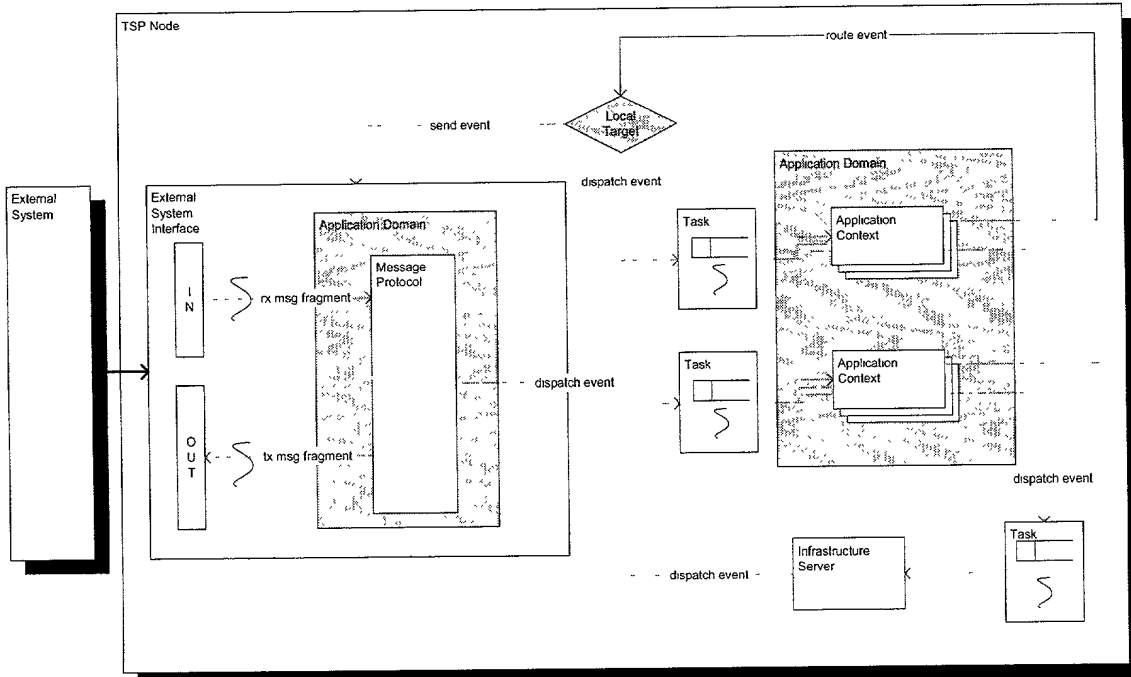 TSP Node
route event
Local
Target
send event
dispatch event
Application Domain
External
System
External
System
Interface
Application Domain
Task
Application
Context
Message
Protocol
I
N
rx msg fragment
Task
Application
Context
dispatch event
O
U
T
tx msg fragment
dispatch event
Infrastructure
Server
Task
dispatch event